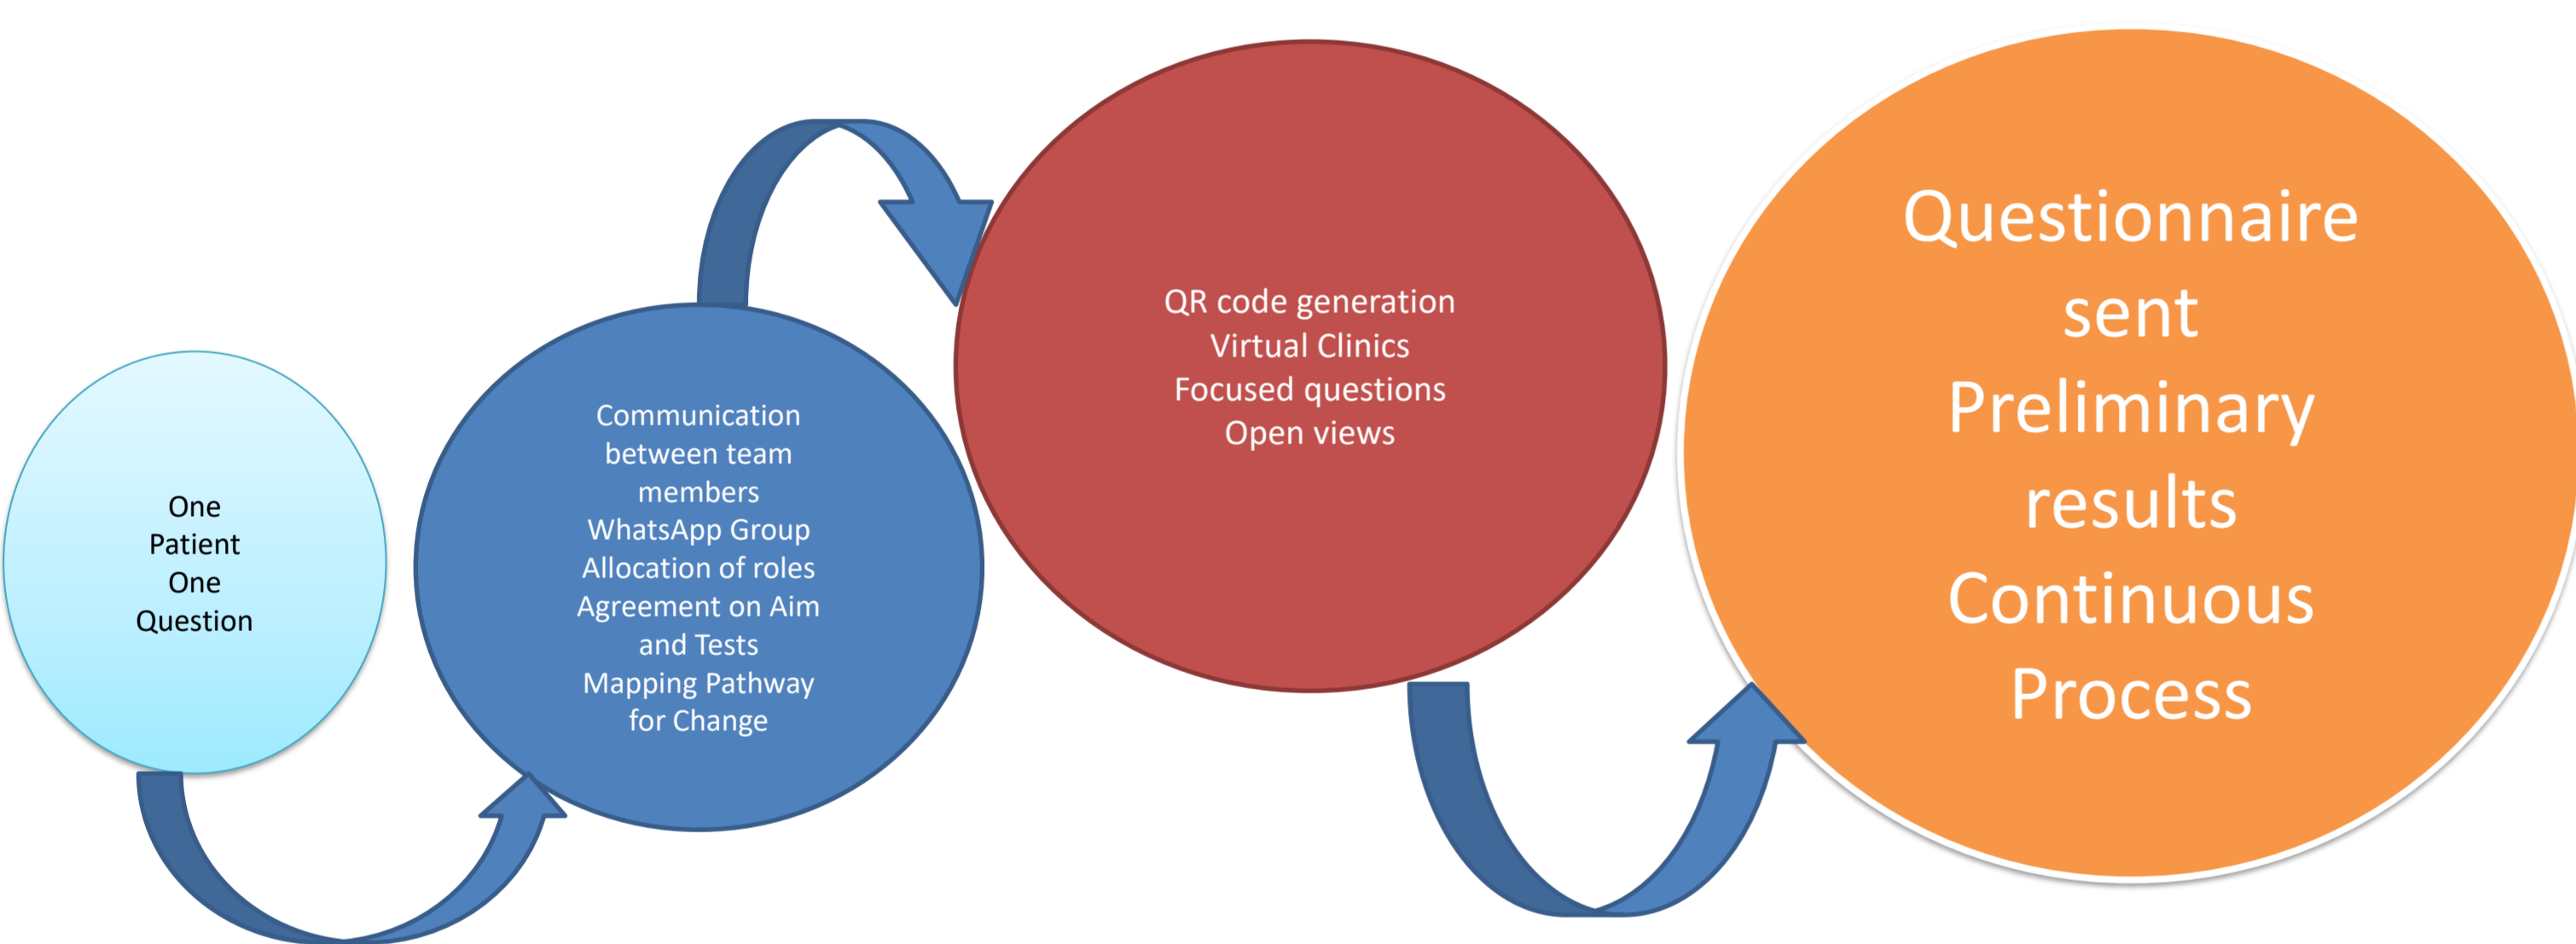 One
Patient
One
Question
Communication
between team
members
WhatsApp Group
Allocation of roles
Agreement on Aim
and Tests
Mapping Pathway
for Change
QR code generation
Virtual Clinics
Focused questions
Open views
Questionnaire
sent
Preliminary
results
Continuous
Process